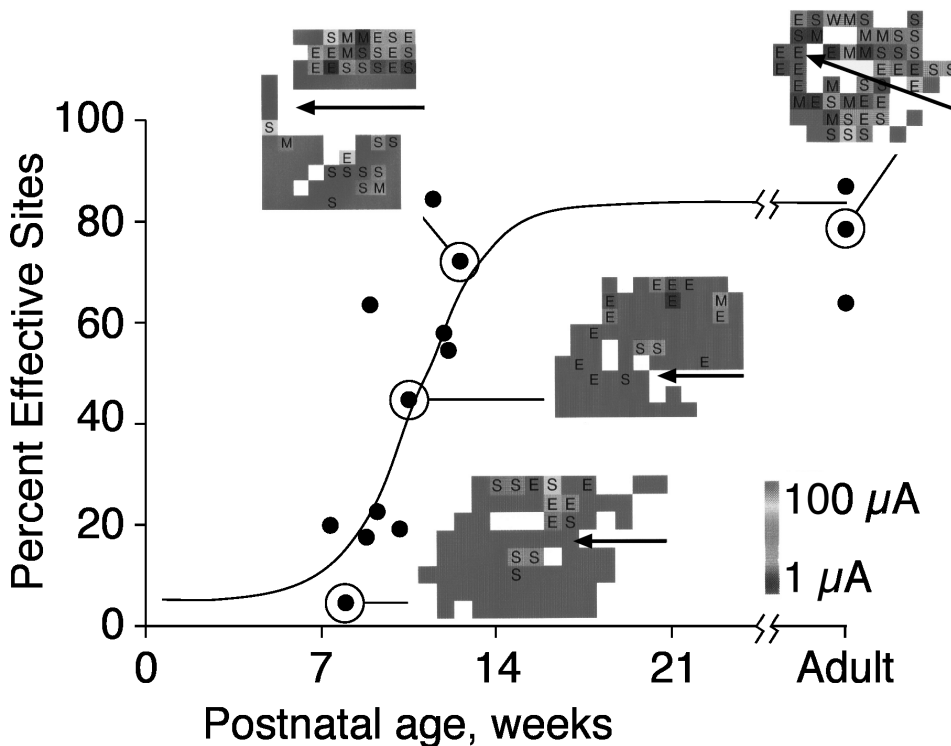 S M M E S E
E E M S S E S
E E S S S E S
S
M
S S
E
S S S S
S M
S
E S W M S S
S M M M S S
E E E M M S S S
E E E E E S S
E M S S E
M E S M E E
M S E S
S S S
100
80
60
40
20
0
Percent Effective Sites
E E E
E E M
E E
E
S S
E E
E S
S S E S E
E E
E S
S S
S
100 µA
1 µA
0 7 14 21 Adult
Postnatal age, weeks